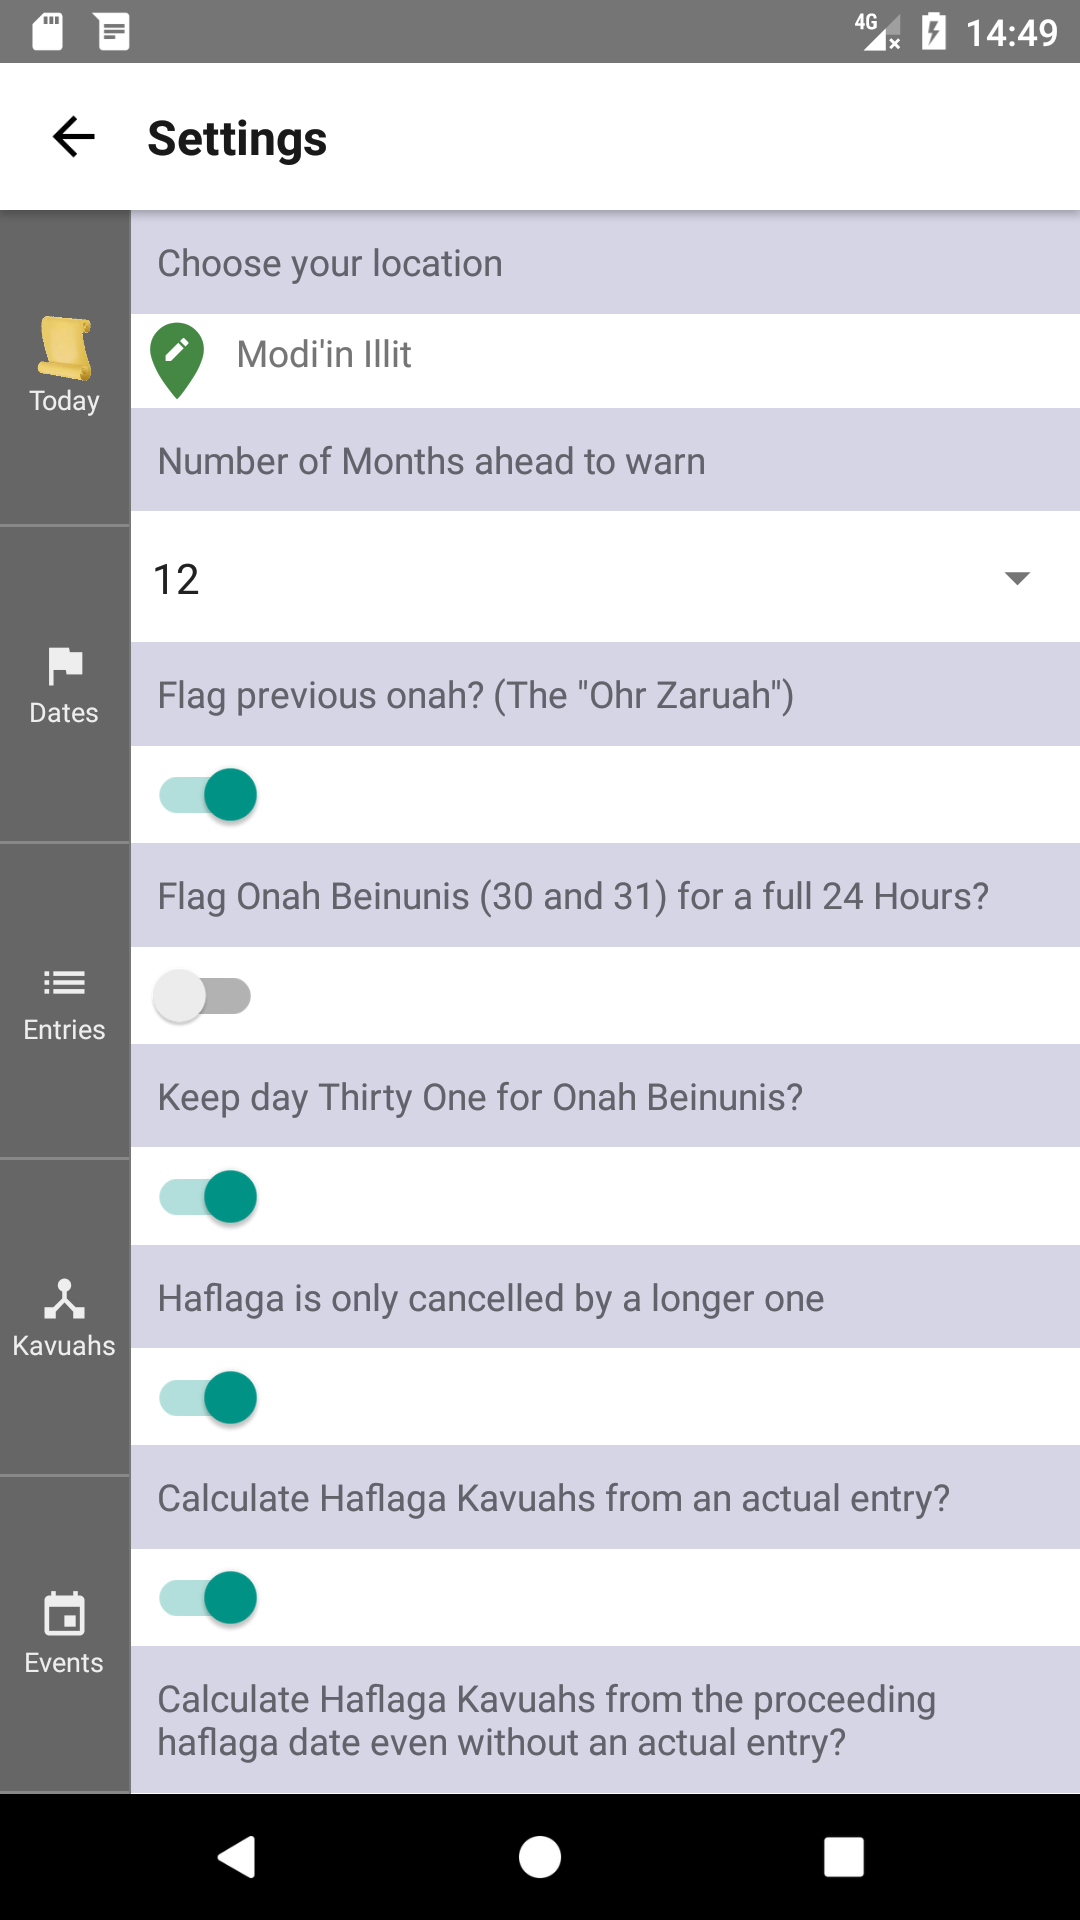 4G
14:49
Settings
Choose your location
Modi'in Illit
Today
Number of Months ahead to warn
12
Flag previous onah? (The "Ohr Zaruah")
Dates
Flag Onah Beinunis (30 and 31) for a full 24 Hours?
Entries
Keep day Thirty One for Onah Beinunis?
Haflaga is only cancelled by a longer one
Kavuahs
Calculate Haflaga Kavuahs from an actual entry?
Events
Calculate Haflaga Kavuahs from the proceeding
haflaga date even without an actual entry?